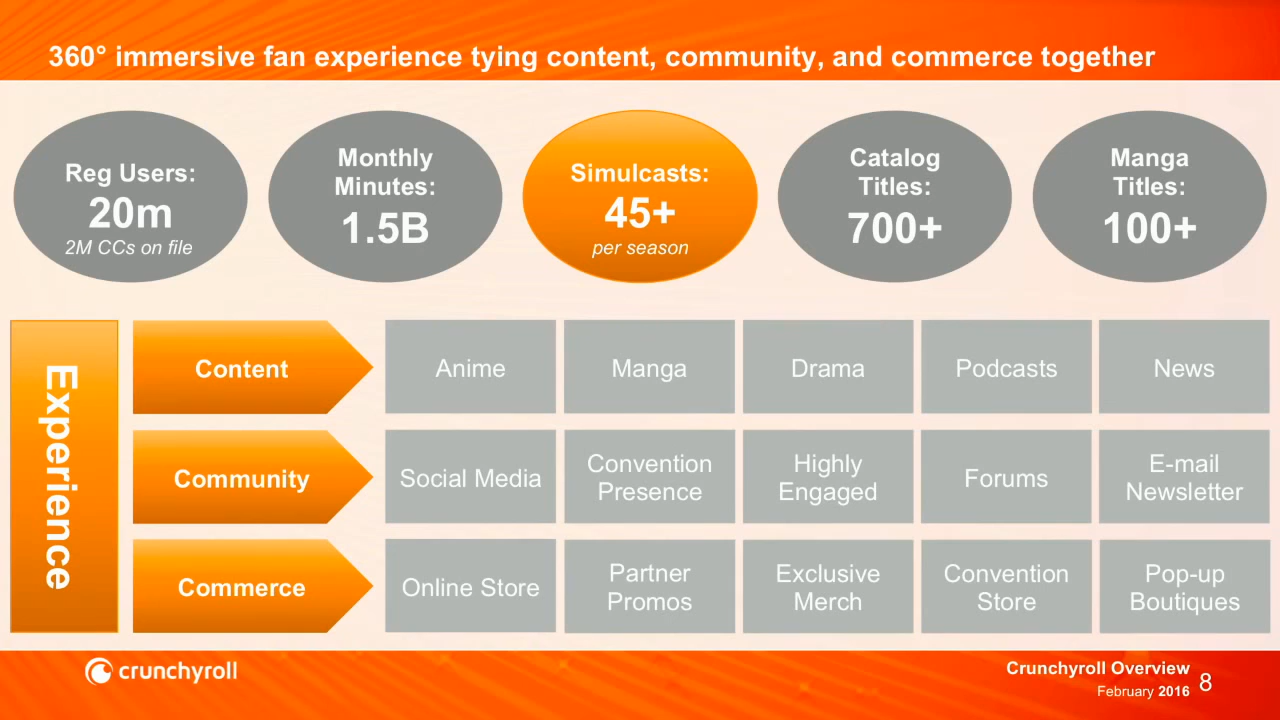 360° immersive fan experience tying content, community, and commerce together
Reg Users:
20m
2M CCs on file
Monthly
Minutes:
1.5B
Simulcasts:
45+
per season
Catalog
Titles:
700+
Manga
Titles:
100+
Experience
Content
Anime
Manga
Drama
Podcasts
News
Community
Social Media
Convention
Presence
Highly
Engaged
Forums
E-mail
Newsletter
Commerce
Online Store
Partner
Promos
Exclusive
Merch
Convention
Store
Pop-up
Boutiques
crunchyroll
Crunchyroll Overview
February 2016
8